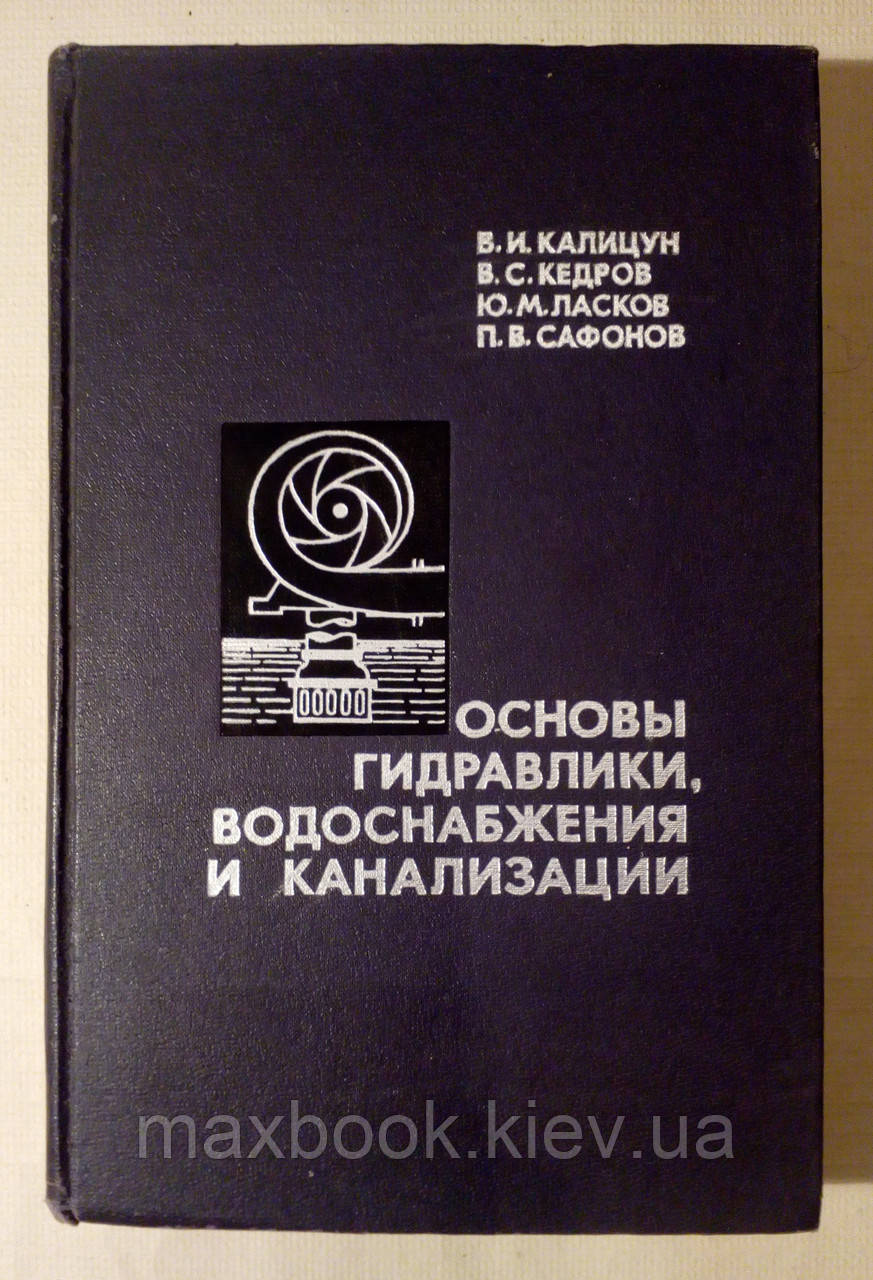 В. И. КАЛИЦУН
В. С. КЕДРОВ
Ю. М. ЛАСКОВ
П. В. САФОНОВ
ОСНОВЫ
ГИДРАВЛИКИ,
ВОДОСНАБЖЕНИЯ
И КАНАЛИЗАЦИИ
maxbook.kiev.ua